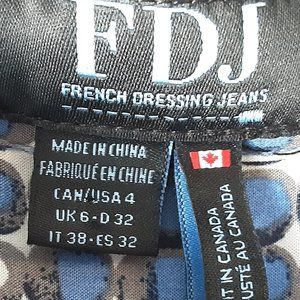 FDJ
FRENCH DRESSING JEANS
MADE IN CHINA
FABRIQUÉ EN CHINE
CAN/USA 4
UK 6-D 32
IT 38-ES 32
IN CANADA
AU CANADA